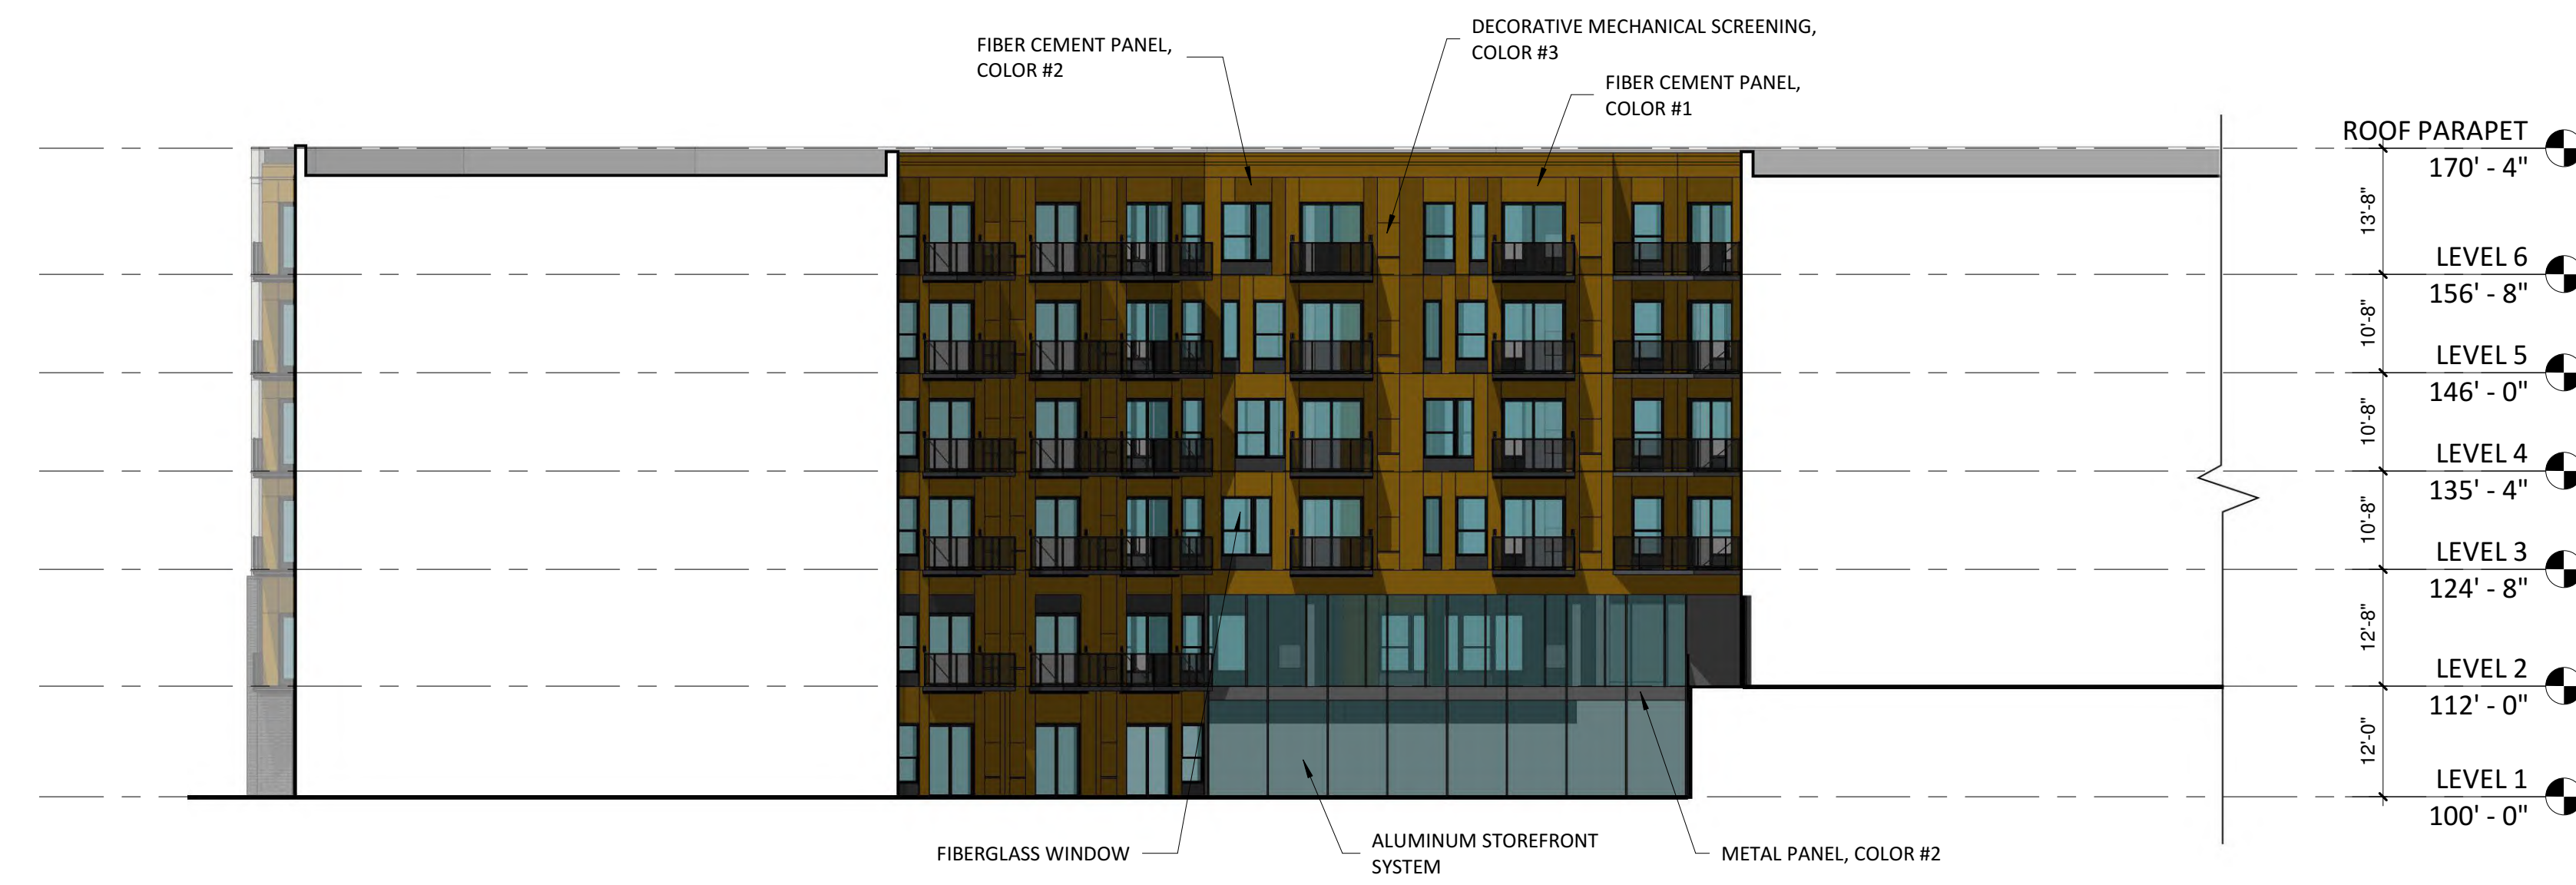 DECORATIVE MECHANICAL SCREENING,
COLOR #3
FIBER CEMENT PANEL,
COLOR #2
FIBER CEMENT PANEL,
COLOR #1
ROOF PARAPET
170' - 4"
13'-8"
LEVEL 6
156' - 8"
10'-8"
LEVEL 5
146' - 0"
10'-8"
LEVEL 4
135' - 4"
10'-8"
LEVEL 3
124' - 8"
12'-8"
LEVEL 2
112' - 0"
12'-0"
LEVEL 1
100' - 0"
FIBERGLASS WINDOW
ALUMINUM STOREFRONT
SYSTEM
METAL PANEL, COLOR #2